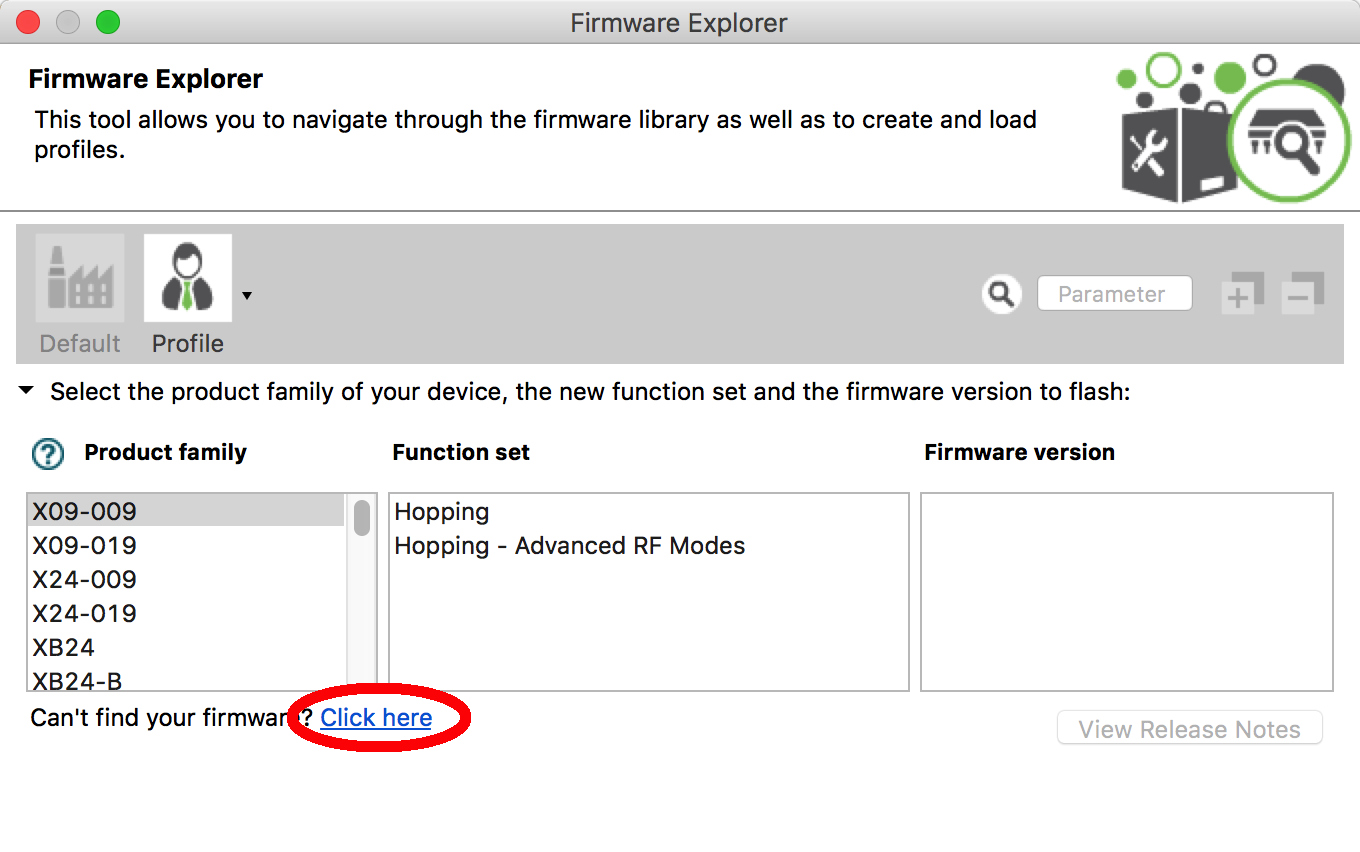 Firmware Explorer
Firmware Explorer
This tool allows you to navigate through the firmware library as well as to create and load
profiles.
Default
Profile
Parameter
Select the product family of your device, the new function set and the firmware version to flash:
Product family
Function set
Firmware version
X09-009
X09-019
X24-009
X24-019
XB24
XB24-B
Hopping
Hopping - Advanced RF Modes
Can't find your firmware? Click here
View Release Notes